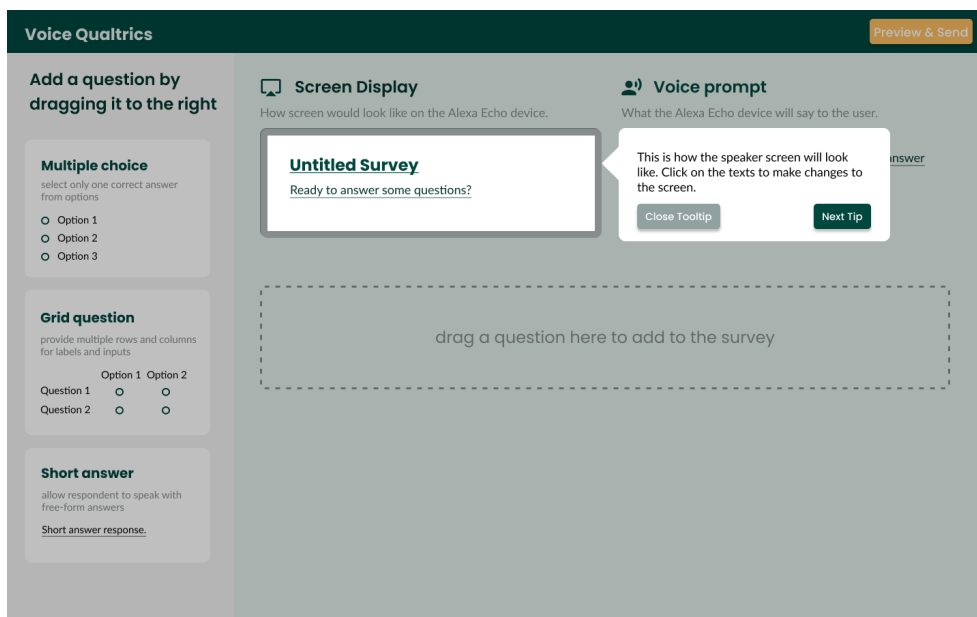 Voice Qualtrics
Preview & Send
Add a question by
dragging it to the right
Multiple choice
select only one correct answer
from options
Option 1
Option 2
Option 3
Grid question
provide multiple rows and columns
for labels and inputs
Option 1 Option 2
Question 1
Question 2
Short answer
allow respondent to speak with
free-form answers
Short answer response.
Screen Display
How screen would look like on the Alexa Echo device.
Untitled Survey
Ready to answer some questions?
Voice prompt
What the Alexa Echo device will say to the user.
answer
This is how the speaker screen will look
like. Click on the texts to make changes to
the screen.
Close Tooltip
Next Tip
drag a question here to add to the survey